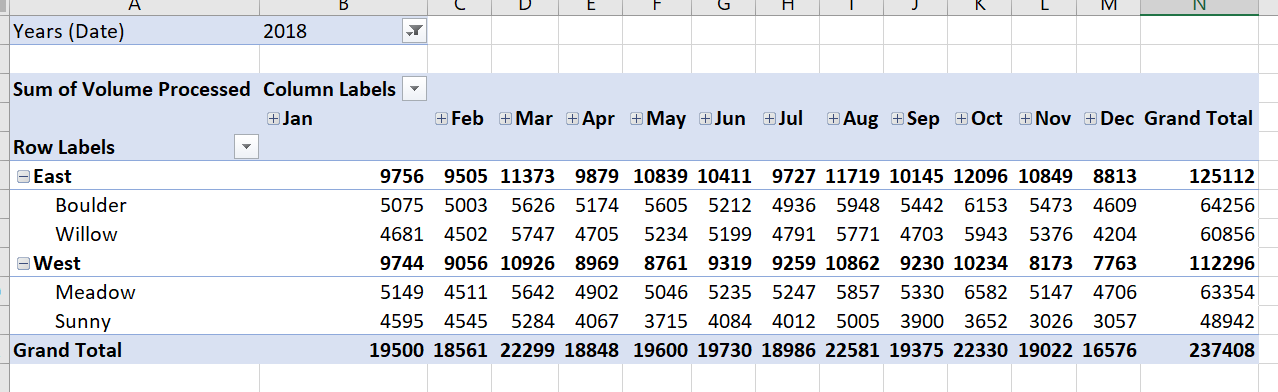 A B C D E F G H I J K L M N
Years (Date) 2018
Sum of Volume Processed Column Labels
Jan Feb Mar Apr May Jun Jul Aug Sep Oct Nov Dec Grand Total
Row Labels
East 9756 9505 11373 9879 10839 10411 9727 11719 10145 12096 10849 8813 125112
Boulder 5075 5003 5626 5174 5605 5212 4936 5948 5442 6153 5473 4609 64256
Willow 4681 4502 5747 4705 5234 5199 4791 5771 4703 5943 5376 4204 60856
West 9744 9056 10926 8969 8761 9319 9259 10862 9230 10234 8173 7763 112296
Meadow 5149 4511 5642 4902 5046 5235 5247 5857 5330 6582 5147 4706 63354
Sunny 4595 4545 5284 4067 3715 4084 4012 5005 3900 3652 3026 3057 48942
Grand Total 19500 18561 22299 18848 19600 19730 18986 22581 19375 22330 19022 16576 237408